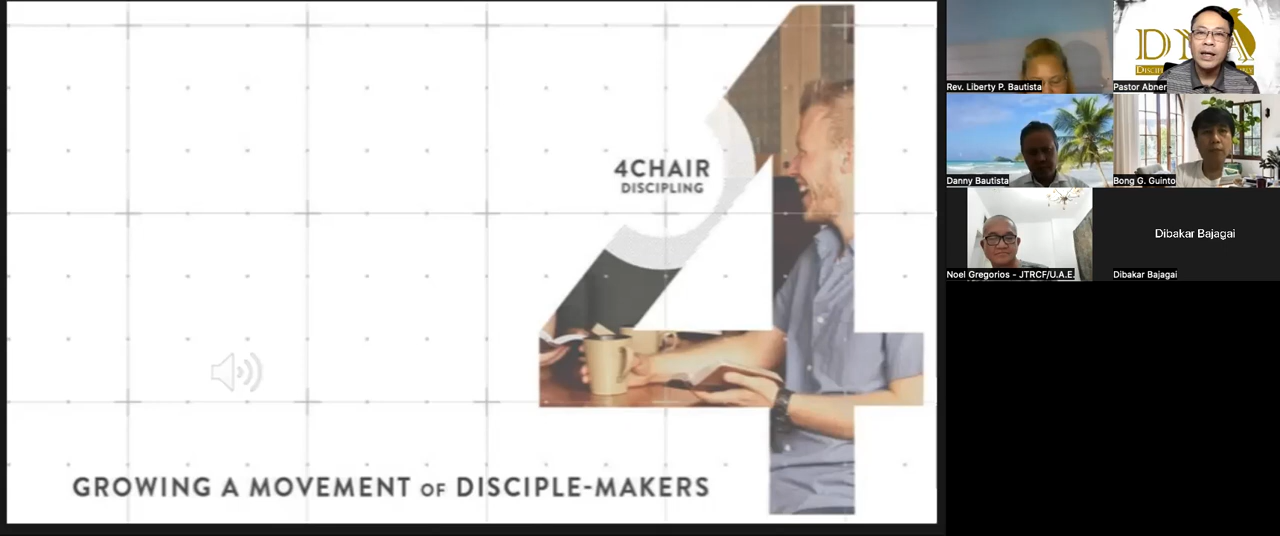 4CHAIR
DISCIPLING
GROWING A MOVEMENT OF DISCIPLE-MAKERS
Rev. Liberty P. Bautista
Pastor Abner
Danny Bautista
Bong G. Guinto
Noel Gregorios - JTRCF/U.A.E.
Dibakar Bajagai
Dibakar Bajagai